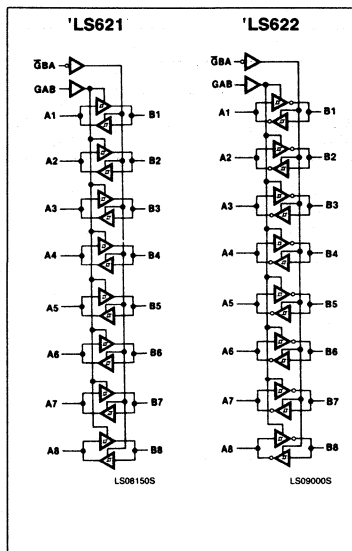 'LS621
G̅BA
GAB
A1 B1
A2 B2
A3 B3
A4 B4
A5 B5
A6 B6
A7 B7
A8 B8
LS08150S
'LS622
G̅BA
GAB
A1 B1
A2 B2
A3 B3
A4 B4
A5 B5
A6 B6
A7 B7
A8 B8
LS09000S